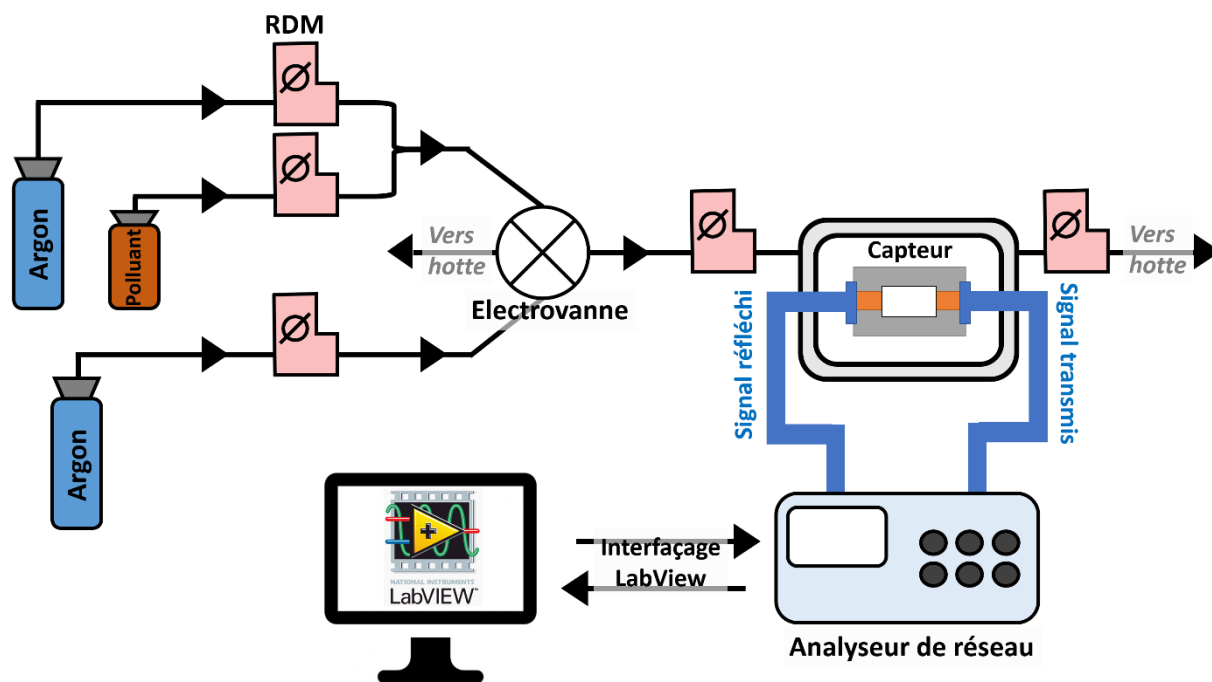 RDM
Argon
Polluant
Vers
hotte
Electrovanne
Argon
Capteur
Vers
hotte
Signal réfléchi
Signal transmis
NATIONAL INSTRUMENTS
LabVIEW™
Interfaçage
LabView
Analyseur de réseau